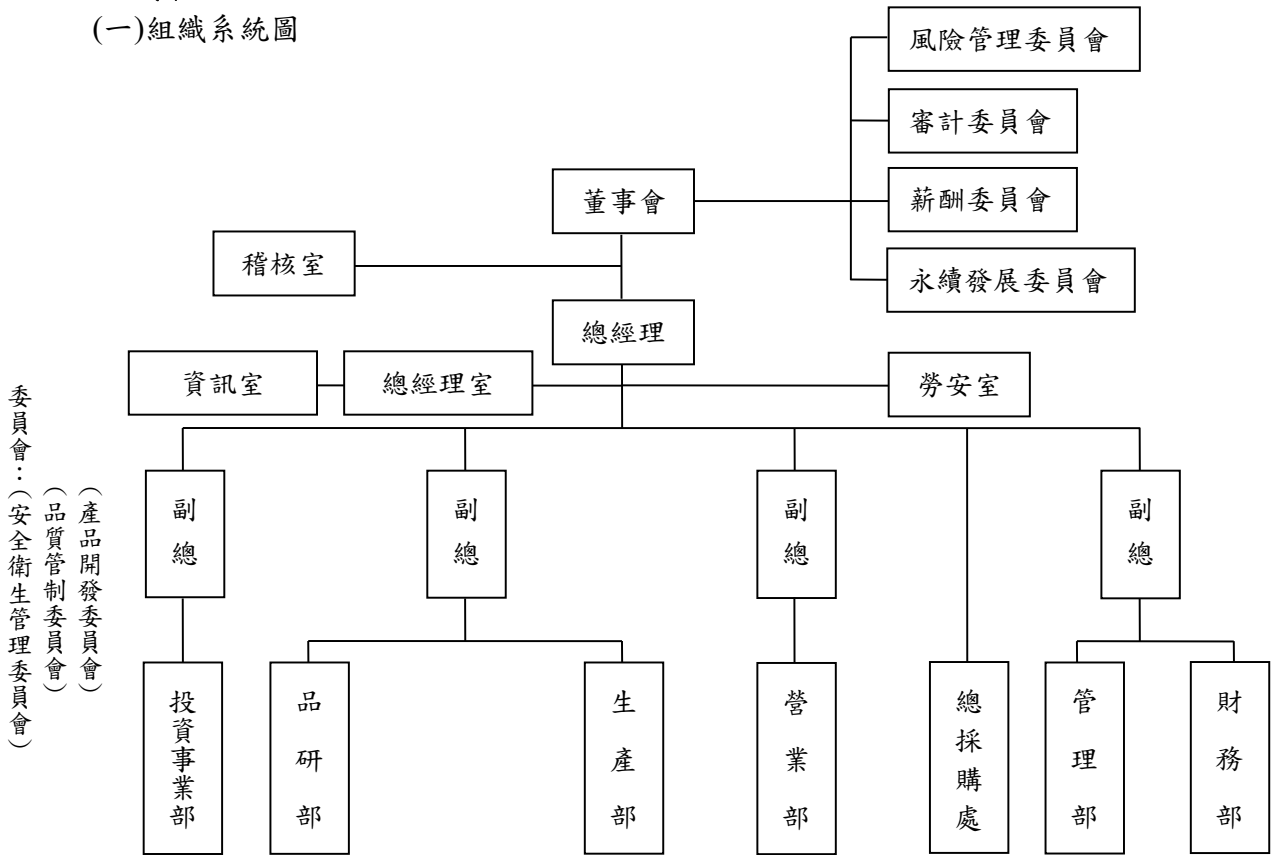 (一)組織系統圖
風險管理委員會
審計委員會
董事會
薪酬委員會
稽核室
永續發展委員會
總經理
資訊室
總經理室
勞安室
委員會：(安全衛生管理委員會)
(品質管制委員會)
(產品開發委員會)
副總
副總
副總
副總
投資事業部
品研部
生產部
營業部
總採購處
管理部
財務部